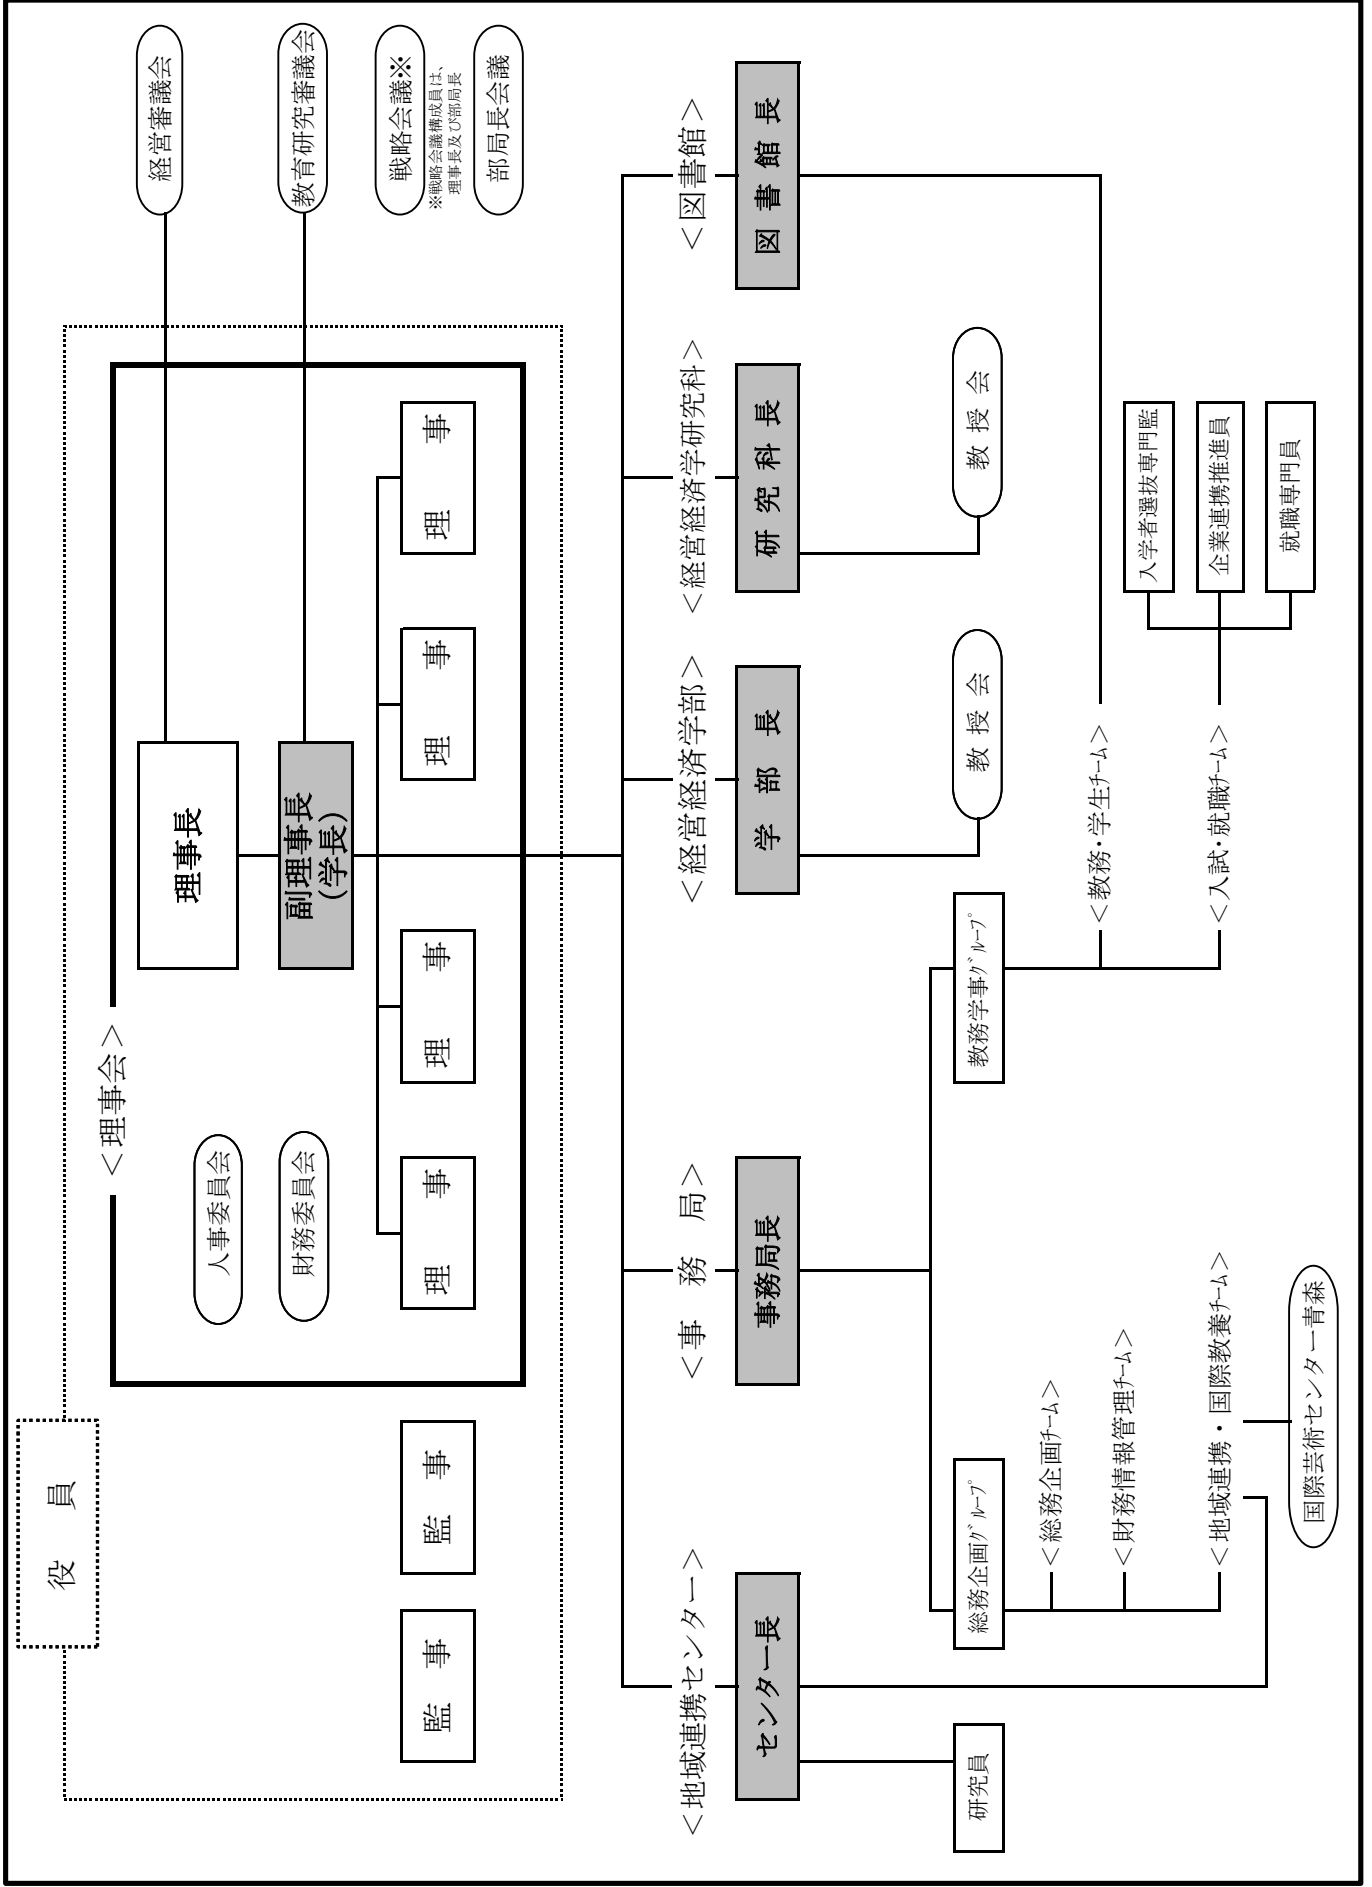 役　員
＜理事会＞
理事長
副理事長
（学長）
人事委員会
財務委員会
監　事
監　事
理　事
理　事
理　事
理　事
経営審議会
教育研究審議会
戦略会議※
※戦略会議構成員は、
理事長及び部局長
部局長会議
＜地域連携センター＞
＜事　務　局＞
＜経営経済学部＞
＜経営経済学研究科＞
＜図書館＞
センター長
事務局長
学　部　長
研　究　科　長
図　書　館　長
研究員
総務企画ｸﾞﾙｰﾌﾟ
教務学事ｸﾞﾙｰﾌﾟ
教　授　会
教　授　会
＜総務企画ﾁｰﾑ＞
＜財務情報管理ﾁｰﾑ＞
＜地域連携・国際教養ﾁｰﾑ＞
国際芸術センター青森
＜教務・学生ﾁｰﾑ＞
＜入試・就職ﾁｰﾑ＞
入学者選抜専門監
企業連携推進員
就職専門員